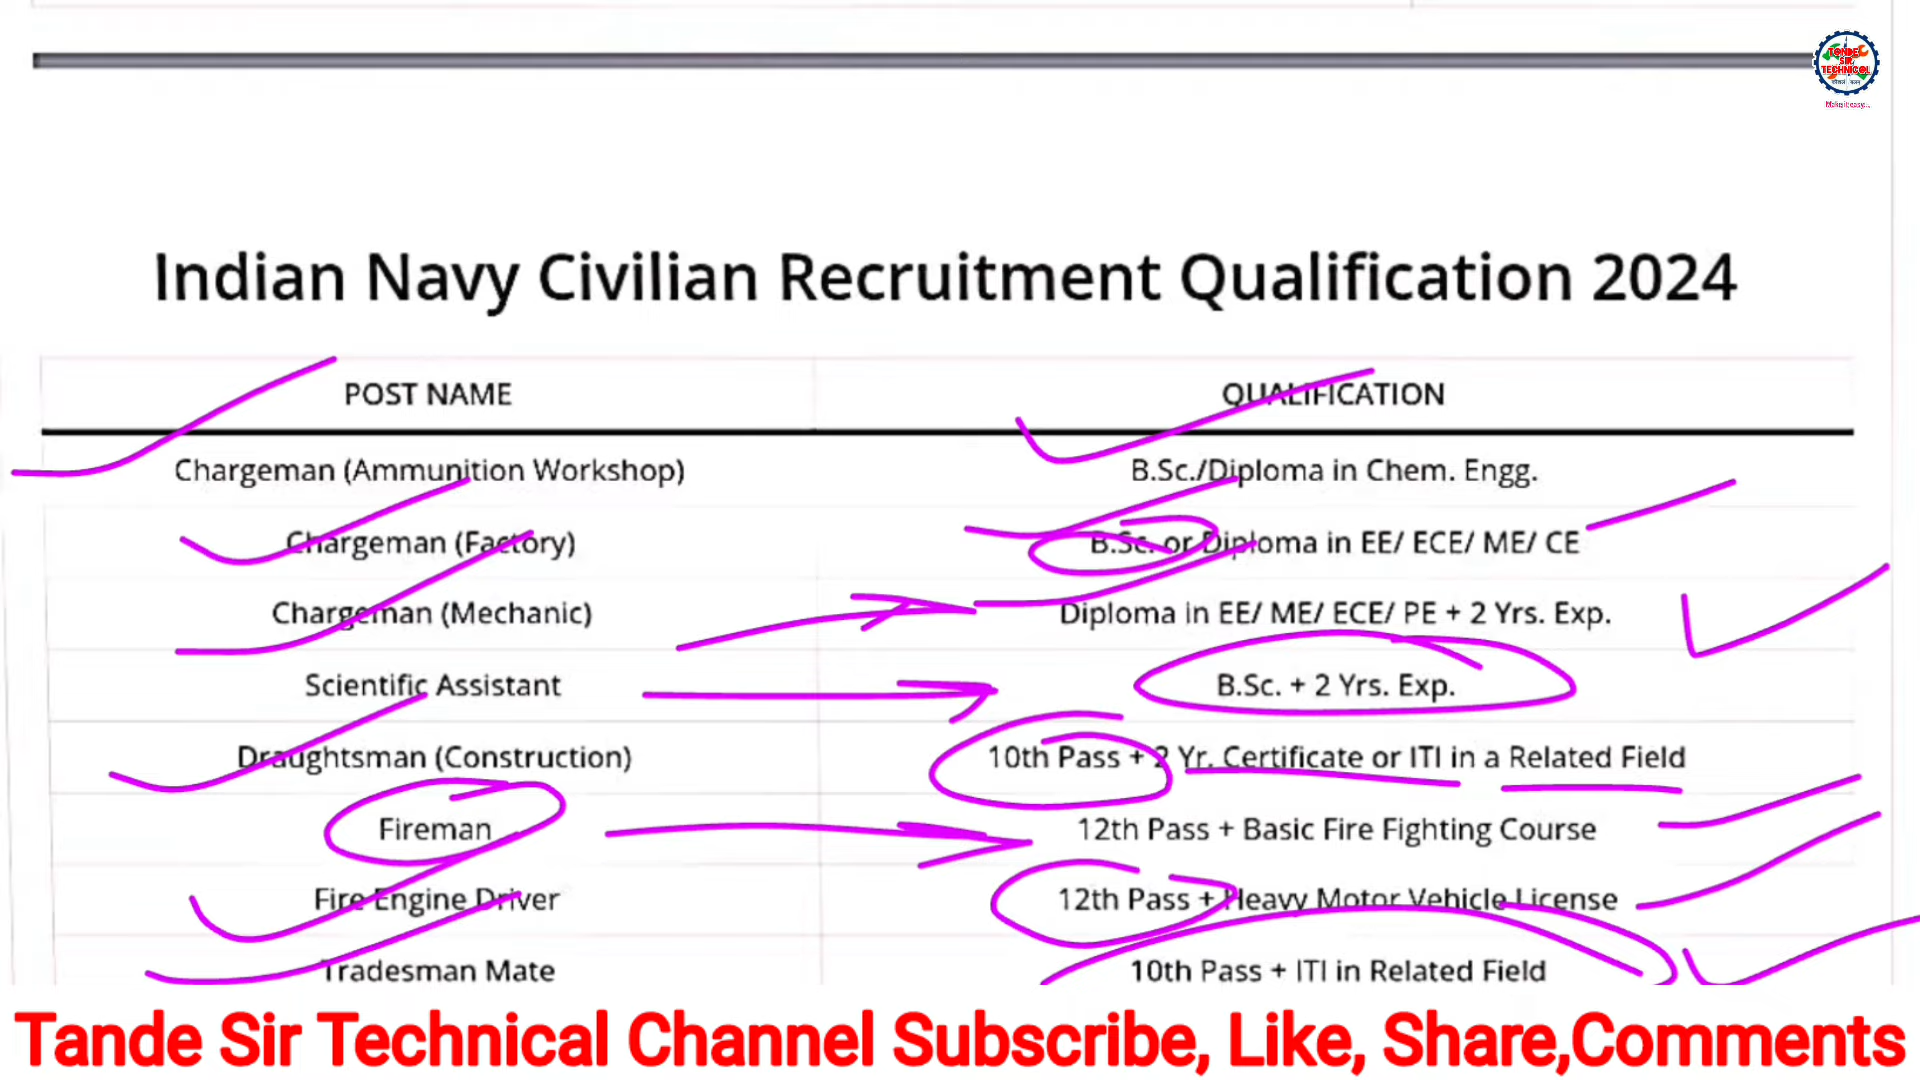 TONDE
SIR
TECHNICOL
Indian Navy Civilian Recruitment Qualification 2024
POST NAME QUALIFICATION
Chargeman (Ammunition Workshop) B.Sc./Diploma in Chem. Engg.
Chargeman (Factory) B.Sc. or Diploma in EE/ ECE/ ME/ CE
Chargeman (Mechanic) Diploma in EE/ ME/ ECE/ PE + 2 Yrs. Exp.
Scientific Assistant B.Sc. + 2 Yrs. Exp.
Draughtsman (Construction) 10th Pass + 2 Yr. Certificate or ITI in a Related Field
Fireman 12th Pass + Basic Fire Fighting Course
Fire Engine Driver 12th Pass + Heavy Motor Vehicle License
Tradesman Mate 10th Pass + ITI in Related Field
Tande Sir Technical Channel Subscribe, Like, Share,Comments